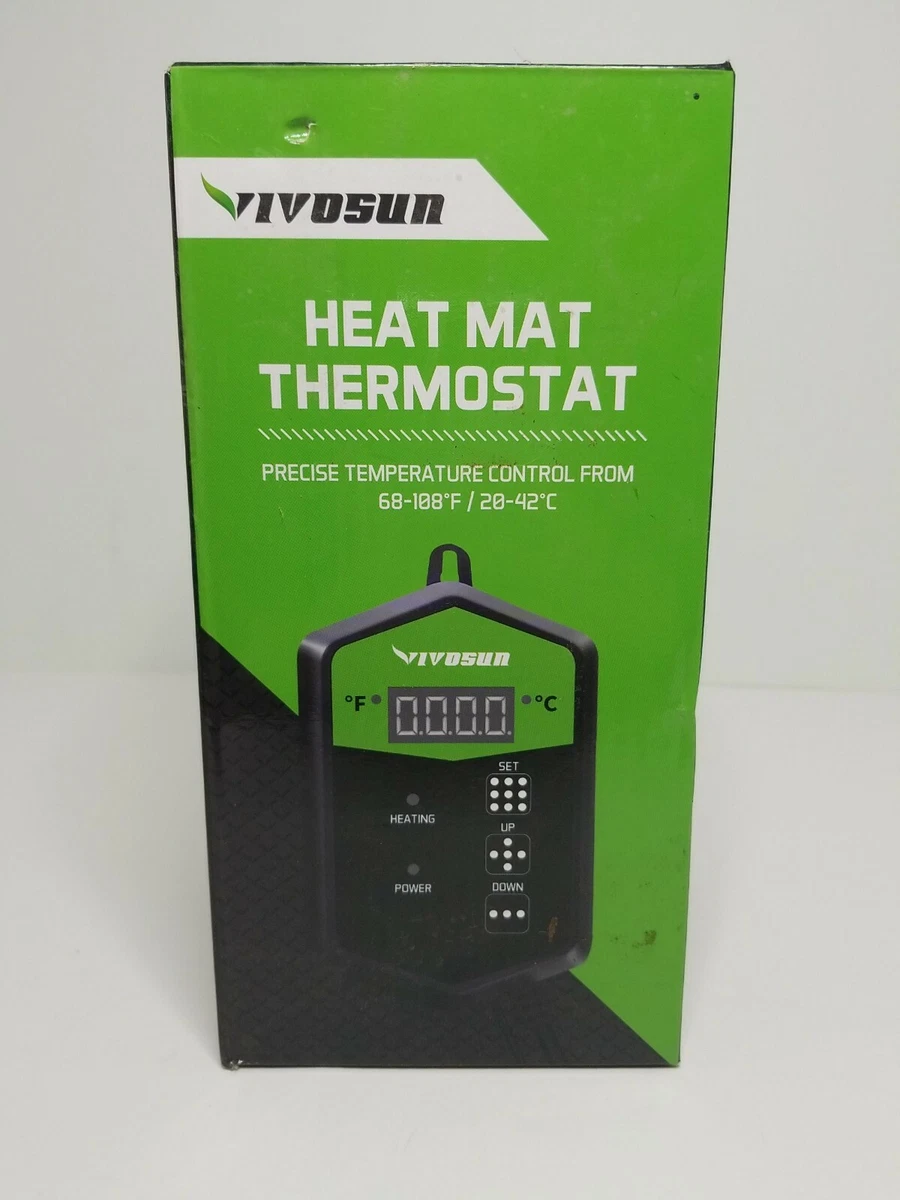 VIVOSUN
HEAT MAT
THERMOSTAT
PRECISE TEMPERATURE CONTROL FROM
68-108°F / 20-42°C
VIVOSUN
°F 0.0.0.0. °C
SET
HEATING
UP
POWER
DOWN